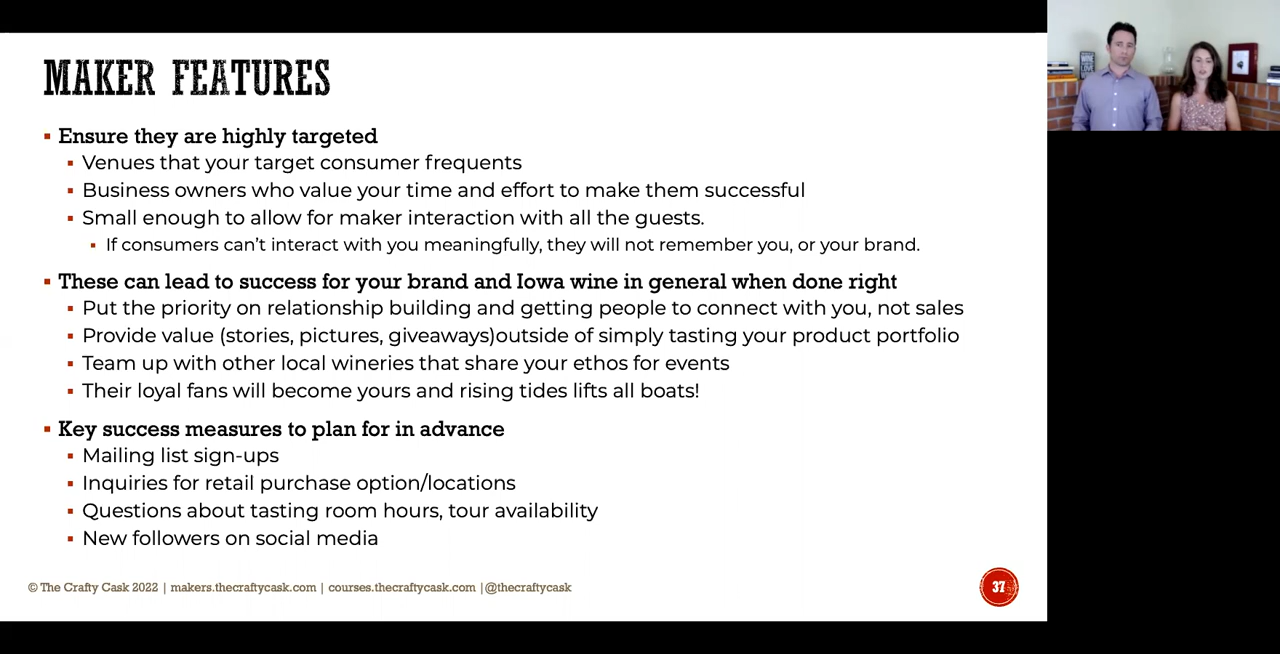 MAKER FEATURES
Ensure they are highly targeted
Venues that your target consumer frequents
Business owners who value your time and effort to make them successful
Small enough to allow for maker interaction with all the guests.
If consumers can't interact with you meaningfully, they will not remember you, or your brand.
These can lead to success for your brand and Iowa wine in general when done right
Put the priority on relationship building and getting people to connect with you, not sales
Provide value (stories, pictures, giveaways)outside of simply tasting your product portfolio
Team up with other local wineries that share your ethos for events
Their loyal fans will become yours and rising tides lifts all boats!
Key success measures to plan for in advance
Mailing list sign-ups
Inquiries for retail purchase option/locations
Questions about tasting room hours, tour availability
New followers on social media
© The Crafty Cask 2022 | makers.thecraftycask.com | courses.thecraftycask.com |@thecraftycask
37